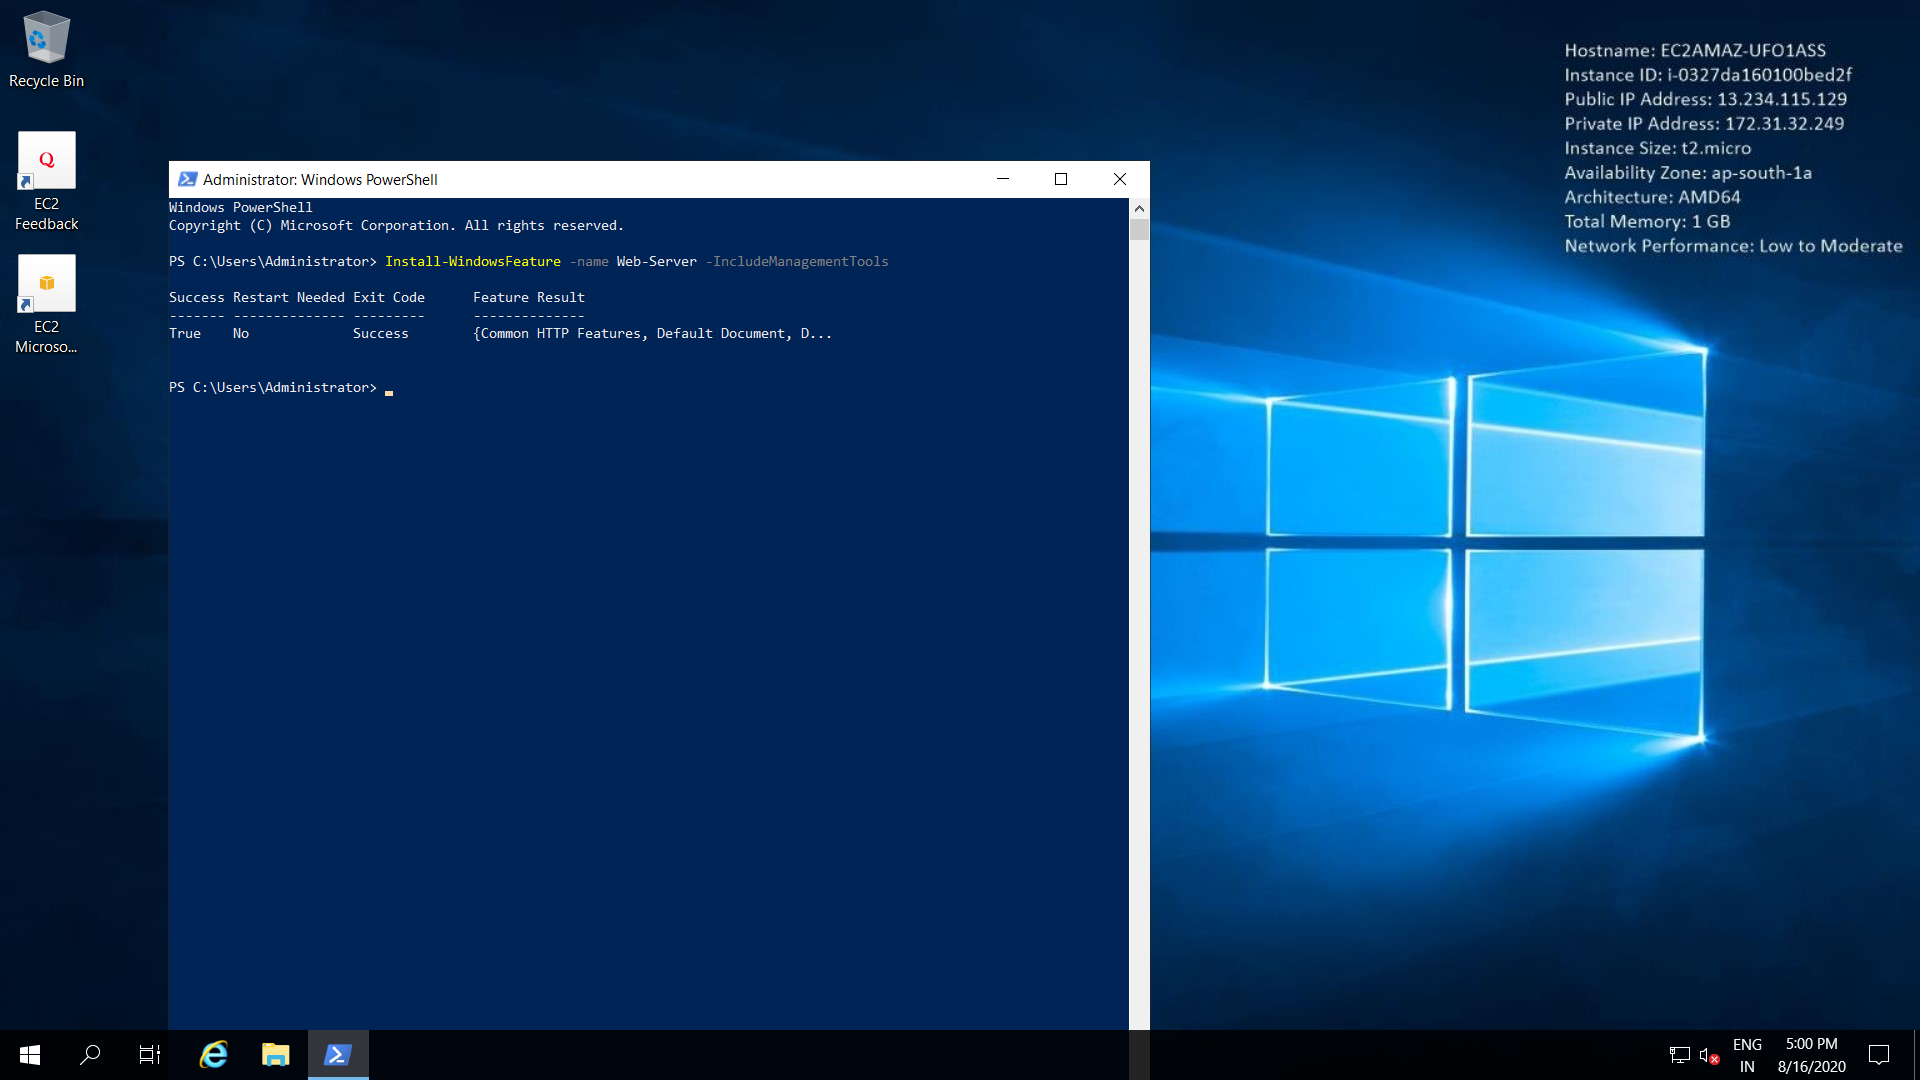 Recycle Bin
Q
EC2
Feedback
EC2
Microso...
Hostname: EC2AMAZ-UFO1ASS
Instance ID: i-0327da160100bed2f
Public IP Address: 13.234.115.129
Private IP Address: 172.31.32.249
Instance Size: t2.micro
Availability Zone: ap-south-1a
Architecture: AMD64
Total Memory: 1 GB
Network Performance: Low to Moderate
Administrator: Windows PowerShell
Windows PowerShell
Copyright (C) Microsoft Corporation. All rights reserved.
PS C:\Users\Administrator> Install-WindowsFeature -name Web-Server -IncludeManagementTools
Success Restart Needed Exit Code      Feature Result
------- -------------- ---------      --------------
True    No             Success        {Common HTTP Features, Default Document, D...
PS C:\Users\Administrator>
ENG
IN
5:00 PM
8/16/2020